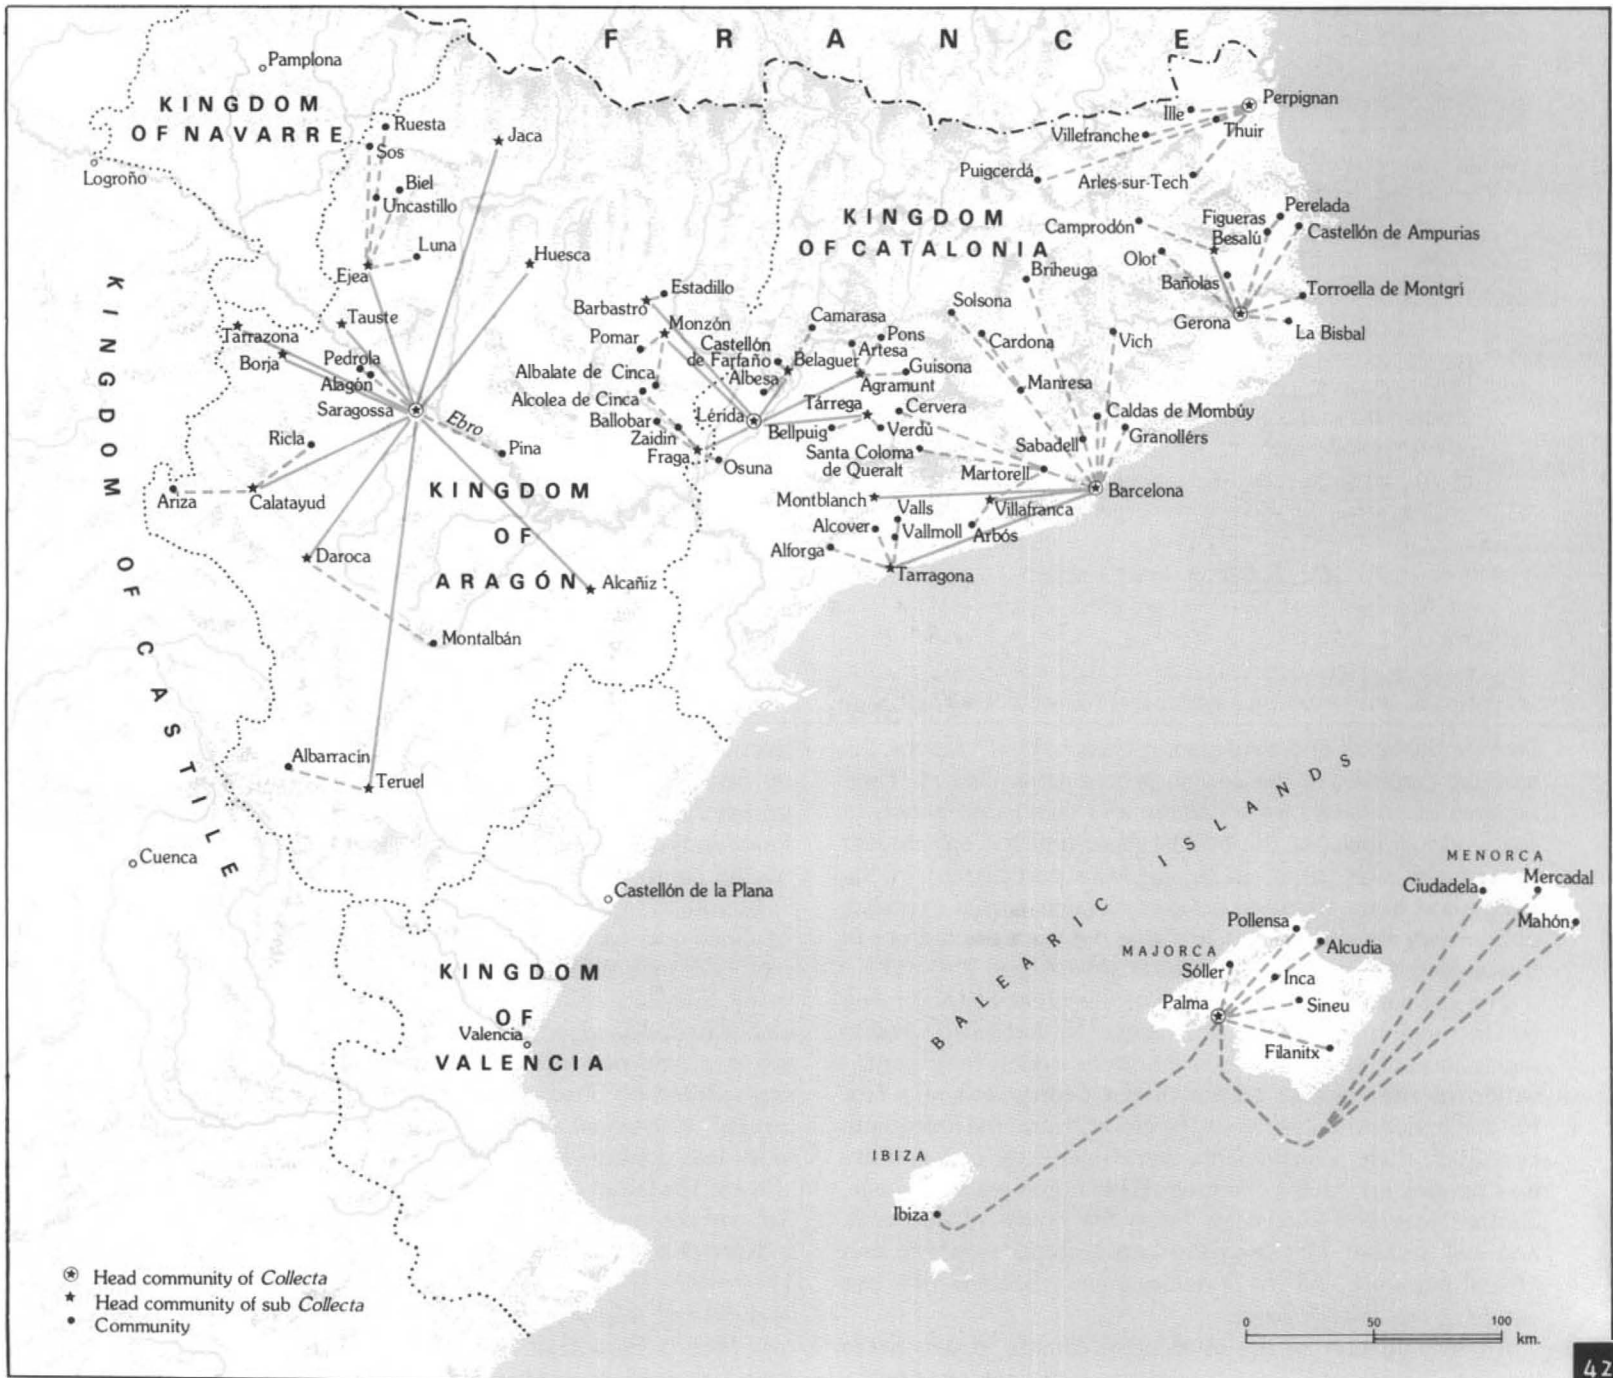 FRANCE
Pamplona
KINGDOM
OF NAVARRE
Logroño
Ruesta
Sos
Biel
Uncastillo
Luna
Ejea
Jaca
Huesca
Tauste
Tarrazona
Borja
Pedrola
Alagón
Saragossa
Ebro
Pina
Ricla
Ariza
Calatayud
KINGDOM
OF
ARAGÓN
Daroca
Alcañiz
Montalbán
Albarracín
Teruel
KINGDOM OF CASTILE
Cuenca
Castellón de la Plana
KINGDOM
OF
Valencia
VALENCIA
Perpignan
Ille
Thuir
Villefranche
Puigcerdá
Arles-sur-Tech
KINGDOM
OF CATALONIA
Camprodón
Figueras
Perelada
Besalú
Castellón de Ampurias
Olot
Bañolas
Torroella de Montgri
Gerona
La Bisbal
Briheuga
Solsona
Cardona
Vich
Manresa
Estadillo
Barbastro
Monzón
Pomar
Camarasa
Pons
Castellón
de Farfaño
Artesa
Belaguer
Guisona
Albesa
Agramunt
Albalate de Cinca
Alcolea de Cinca
Ballobar
Zaidin
Fraga
Osuna
Lérida
Tárrega
Cervera
Bellpuig
Verdü
Santa Coloma
de Queralt
Caldas de Mombúy
Sabadell
Granollérs
Martorell
Barcelona
Montblanch
Villafranca
Valls
Alcover
Vallmoll
Arbós
Alforga
Tarragona
BALEARIC ISLANDS
MENORCA
Ciudadela
Mercadal
Mahón
Pollensa
Alcudia
MAJORCA
Sóller
Inca
Palma
Sineu
Filanitx
IBIZA
Ibiza
Head community of Collecta
Head community of sub Collecta
Community
0 50 100
km.
42